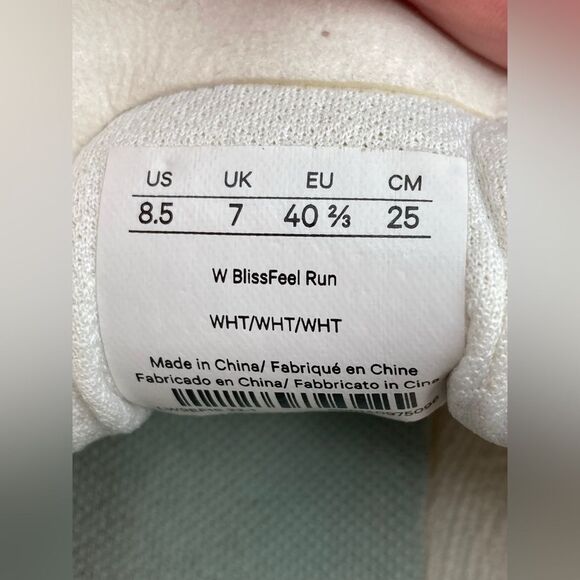 US UK EU CM
8.5 7 40 ⅔ 25
W BlissFeel Run
WHT/WHT/WHT
Made in China/ Fabriqué en Chine
Fabricado en China/ Fabbricato in Cina